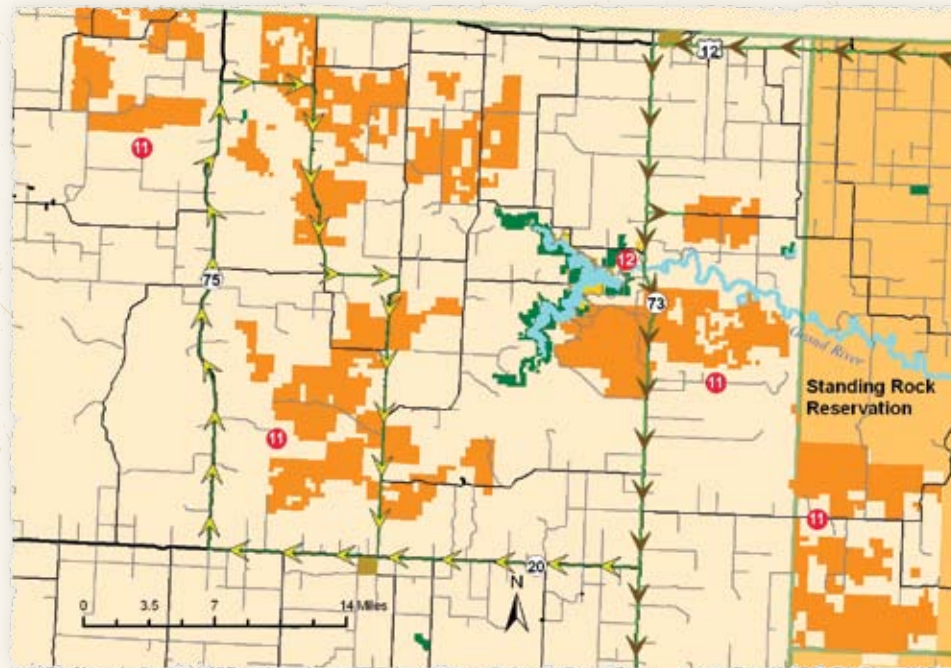 12
11
12
75
73
Grand River
11
Standing Rock
Reservation
11
11
20
N
0 3.5 7 14 Miles